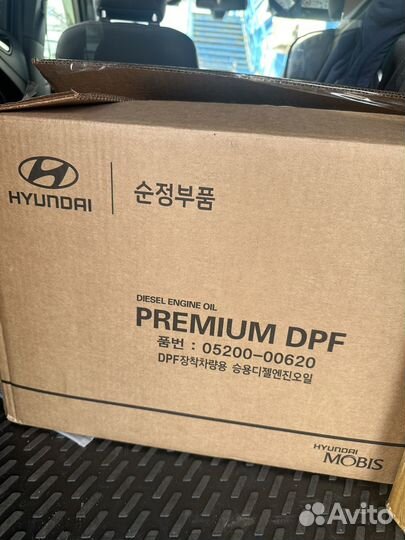 HYUNDAI
순정부품
DIESEL ENGINE OIL
PREMIUM DPF
품번 : 05200-00620
DPF장착차량용 승용디젤엔진오일
HYUNDAI
MOBIS
Avito